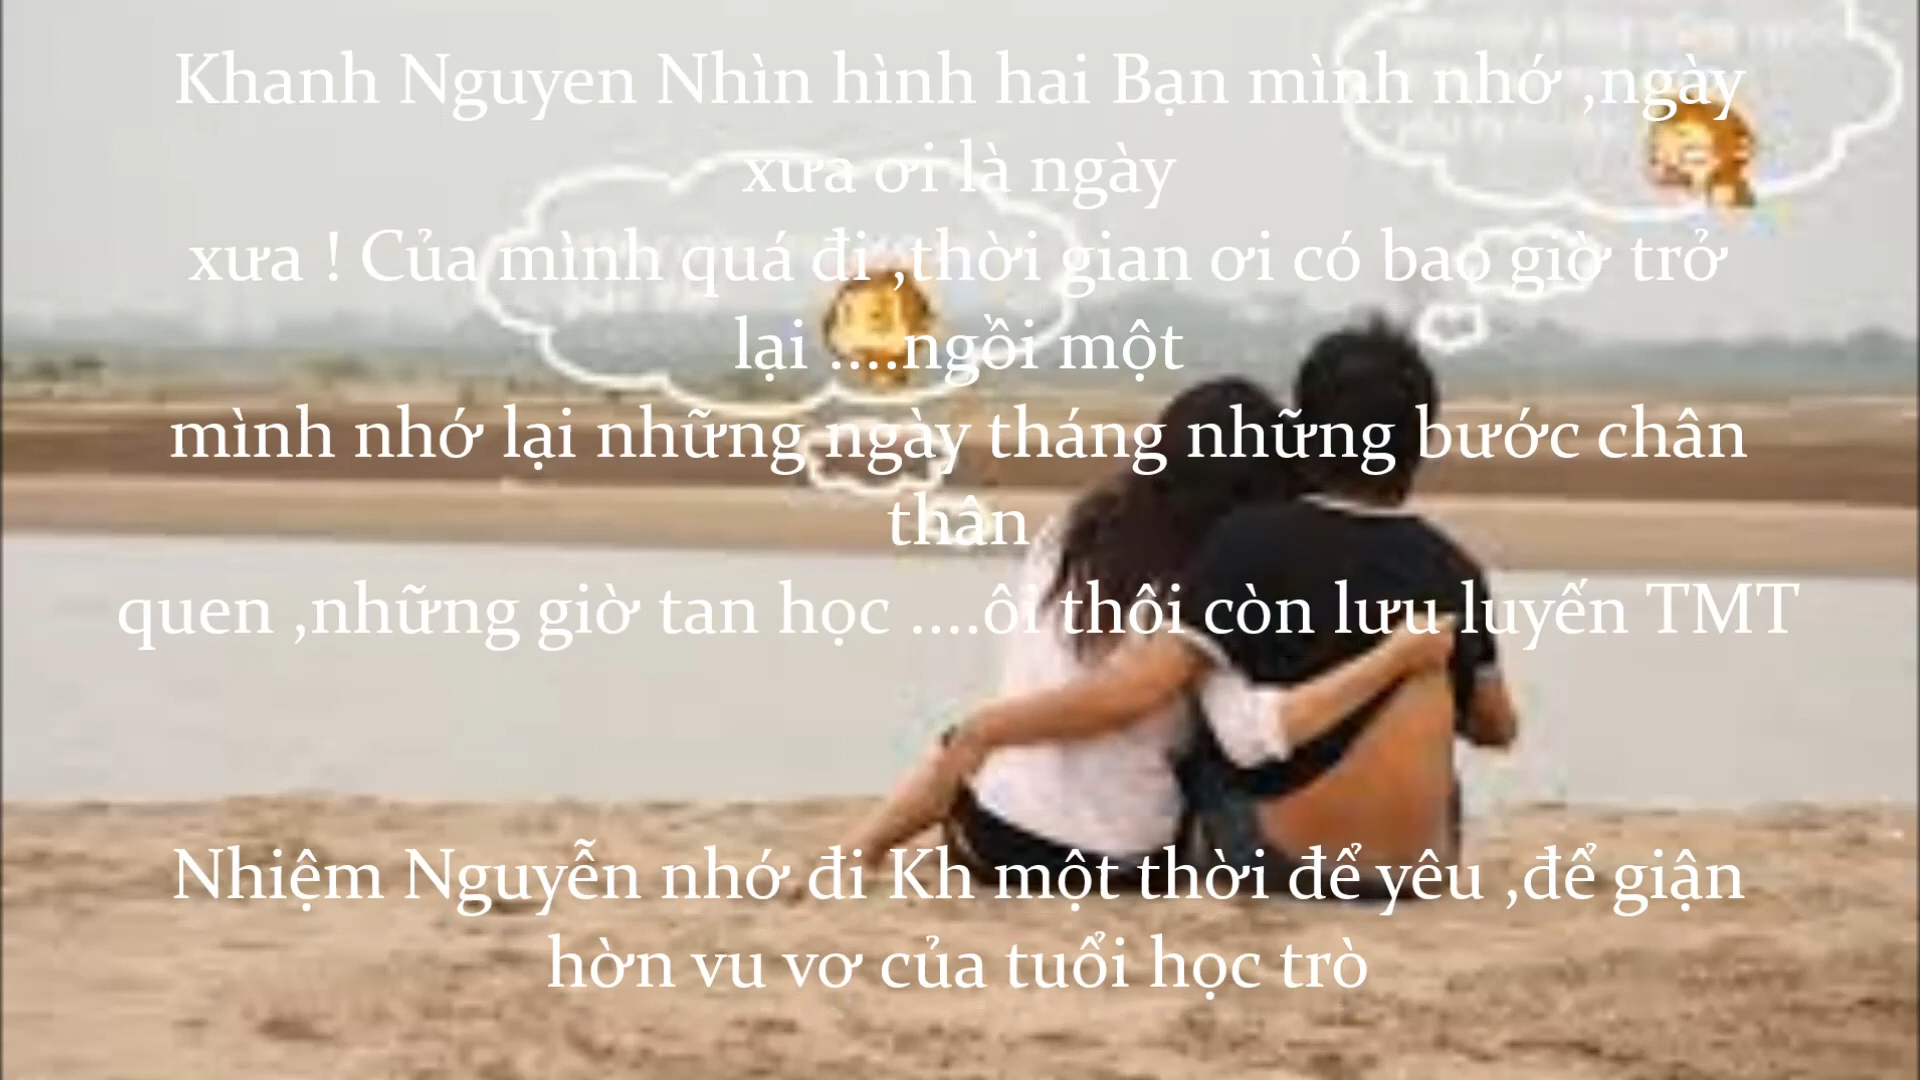 Khanh Nguyen Nhìn hình hai Bạn mình nhớ ,ngày
xưa ơi là ngày
xưa ! Của mình quá đi ,thời gian ơi có bao giờ trở
lại ....ngồi một
mình nhớ lại những ngày tháng những bước chân
thân
quen ,những giờ tan học ....ôi thôi còn lưu luyến TMT
Nhiệm Nguyễn nhớ đi Kh một thời để yêu ,để giận
hờn vu vơ của tuổi học trò